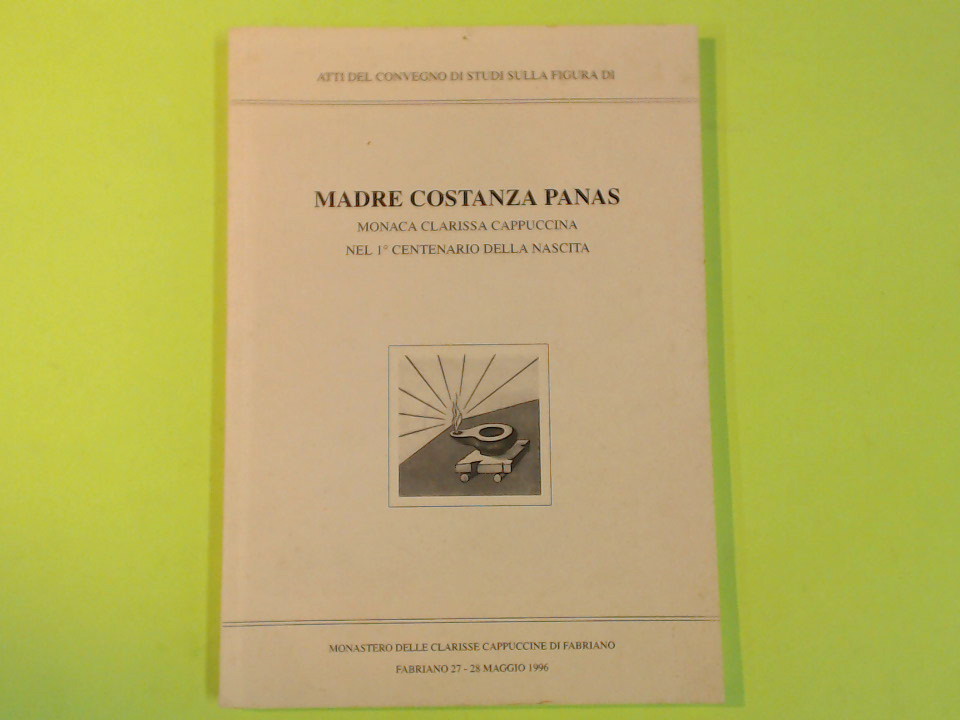 ATTI DEL CONVEGNO DI STUDI SULLA FIGURA DI
MADRE COSTANZA PANAS
MONACA CLARISSA CAPPUCCINA
NEL 1° CENTENARIO DELLA NASCITA
MONASTERO DELLE CLARISSE CAPPUCCINE DI FABRIANO
FABRIANO 27 - 28 MAGGIO 1996